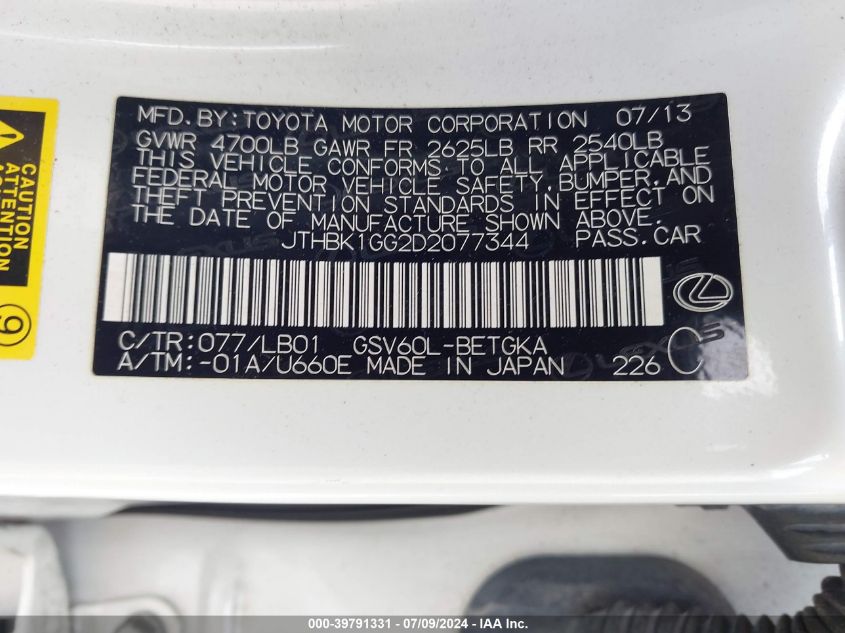 MFD. BY: TOYOTA MOTOR CORPORATION 07/13
GVWR 4700LB GAWR FR 2625LB RR 2540LB
THIS VEHICLE CONFORMS TO ALL APPLICABLE
FEDERAL MOTOR VEHICLE SAFETY, BUMPER, AND
THEFT PREVENTION STANDARDS IN EFFECT ON
THE DATE OF MANUFACTURE SHOWN ABOVE.
JTHBK1GG2D2077344 PASS. CAR
C/TR: 077/LB01 GSV60L-BETGKA
A/TM: -01A/U660E MADE IN JAPAN 226 C
CAUTION
ATTENTION
9
000-39791331 - 07/09/2024 - IAA Inc.